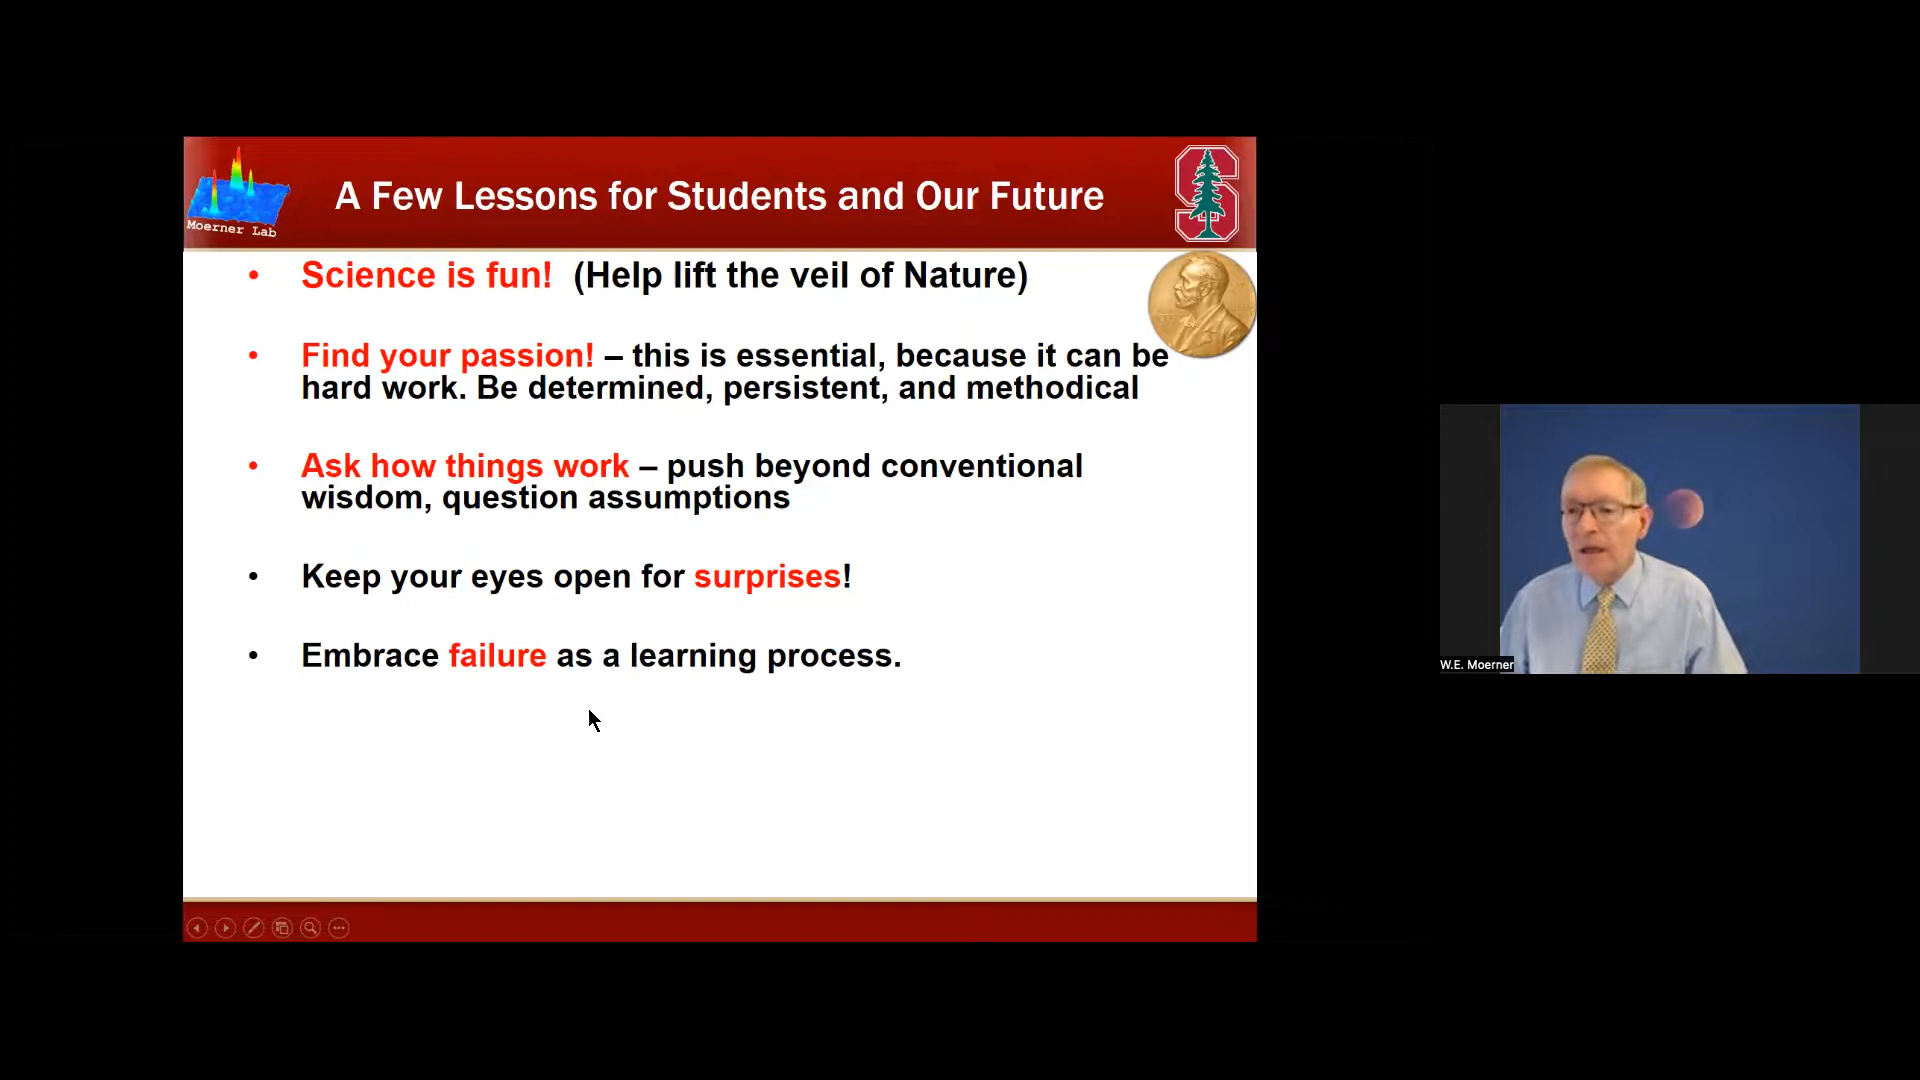 Moerner Lab
A Few Lessons for Students and Our Future
• Science is fun! (Help lift the veil of Nature)
• Find your passion! – this is essential, because it can be
hard work. Be determined, persistent, and methodical
• Ask how things work – push beyond conventional
wisdom, question assumptions
• Keep your eyes open for surprises!
• Embrace failure as a learning process.
W.E. Moerner